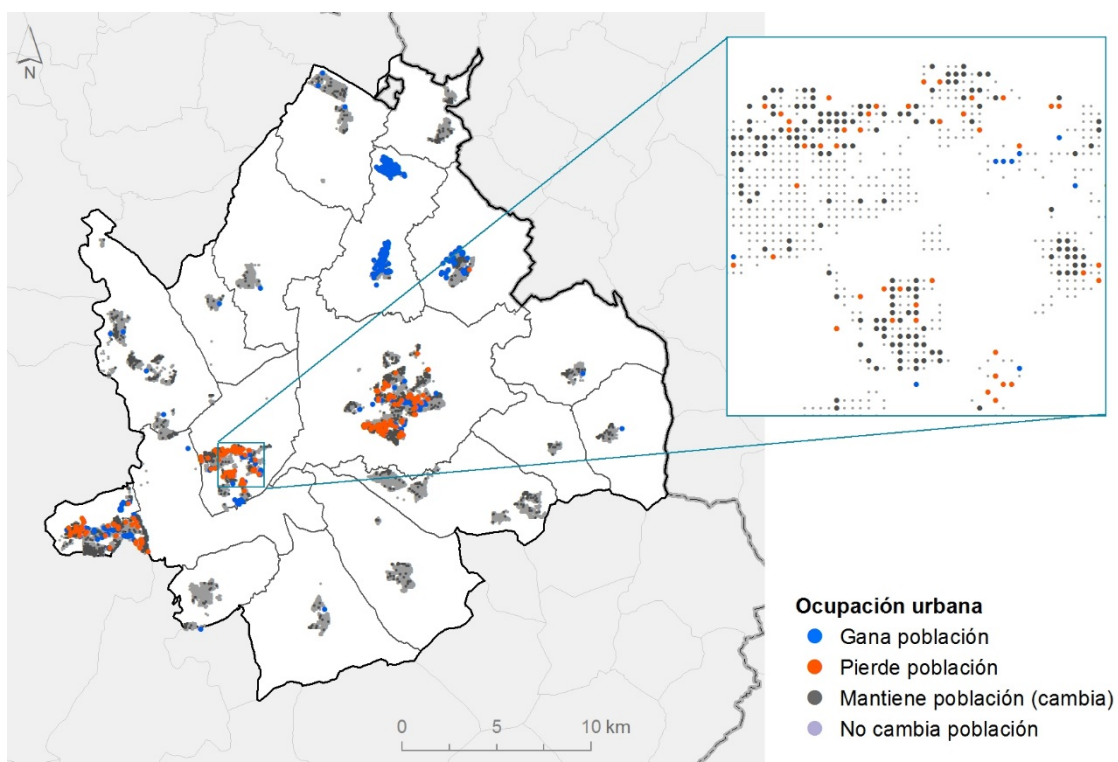 N
0 5 10 km
Ocupación urbana
Gana población
Pierde población
Mantiene población (cambia)
No cambia población